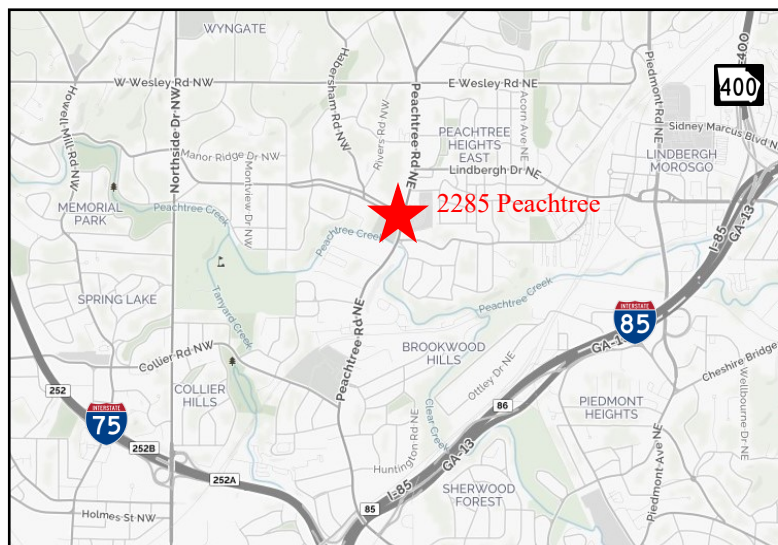 WYNGATE
400
W Wesley Rd NW
E Wesley Rd NE
Howell Mill Rd NW
Northside Dr NW
Habersham Rd NW
Rivers Rd NW
Peachtree Rd NE
Acorn Ave NE
Piedmont Rd NE
400
Sidney Marcus Blvd N
PEACHTREE
HEIGHTS
EAST
Manor Ridge Dr NW
Montview Dr NW
Lindbergh Dr NE
LINDBERGH
MOROSGO
MEMORIAL
PARK
Peachtree Creek
2285 Peachtree
Peachtree Creek
I-85
GA-13
SPRING LAKE
Tanyard Creek
Peachtree Creek
INTERSTATE
85
GA-1
Collier Rd NW
Peachtree Rd NE
BROOKWOOD
HILLS
Ottley Dr NE
Cheshire Bridge
Wellbourne Dr NE
252
COLLIER
HILLS
INTERSTATE
75
86
PIEDMONT
HEIGHTS
Clear Creek
252B
Huntington Rd NE
GA-13
Piedmont Ave NE
252A
I-85
SHERWOOD
FOREST
85
Holmes St NW